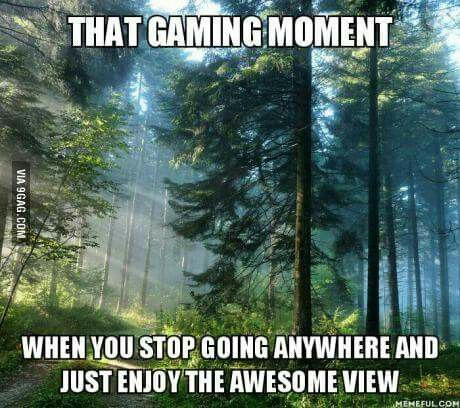 THAT GAMING MOMENT
VIA 9GAG.COM
WHEN YOU STOP GOING ANYWHERE AND
JUST ENJOY THE AWESOME VIEW
MEMEFUL.COM